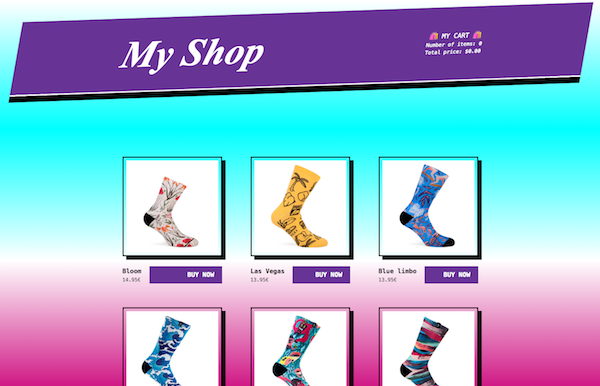 My Shop
🛍️ MY CART 🛍️
Number of items: 0
Total price: $0.00
Bloom
14.95€
BUY NOW
Las Vegas
13.95€
BUY NOW
Blue limbo
13.95€
BUY NOW